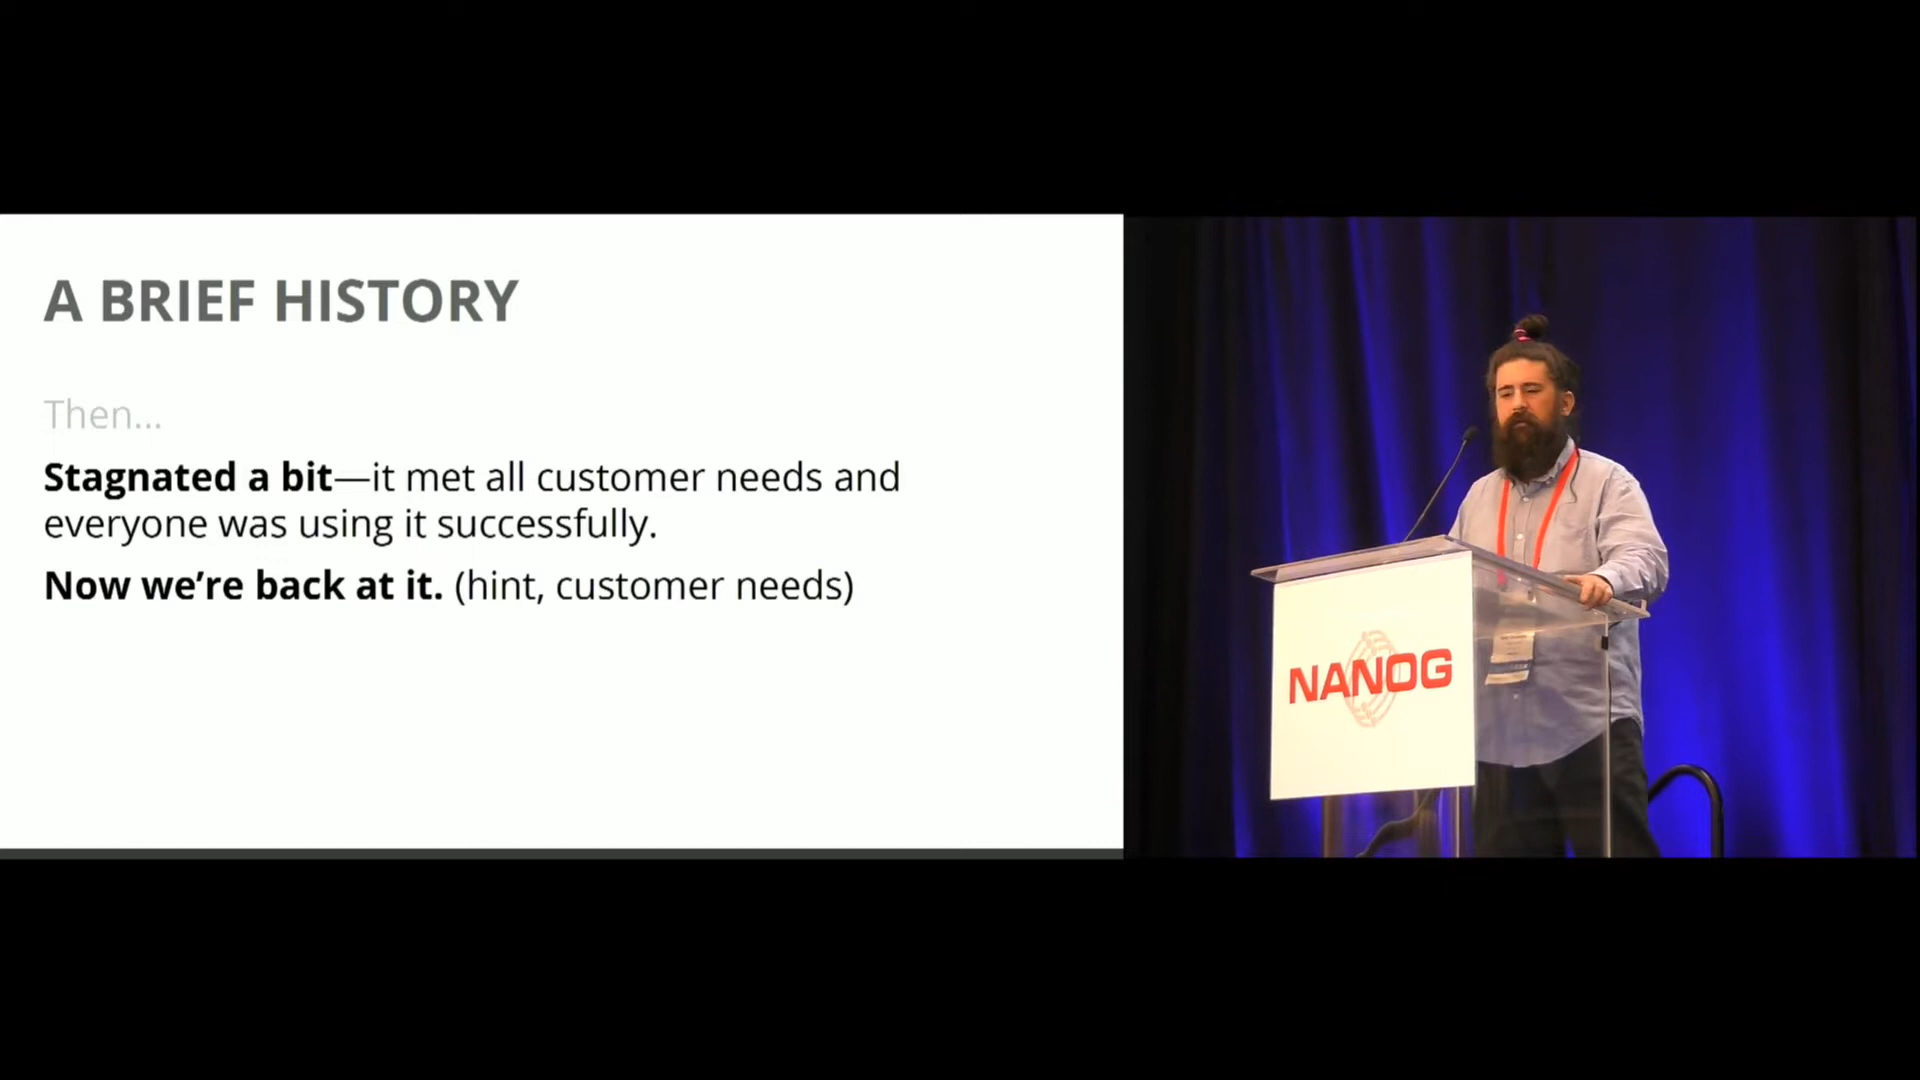 A BRIEF HISTORY
Then...
Stagnated a bit—it met all customer needs and
everyone was using it successfully.
Now we’re back at it. (hint, customer needs)
NANOG